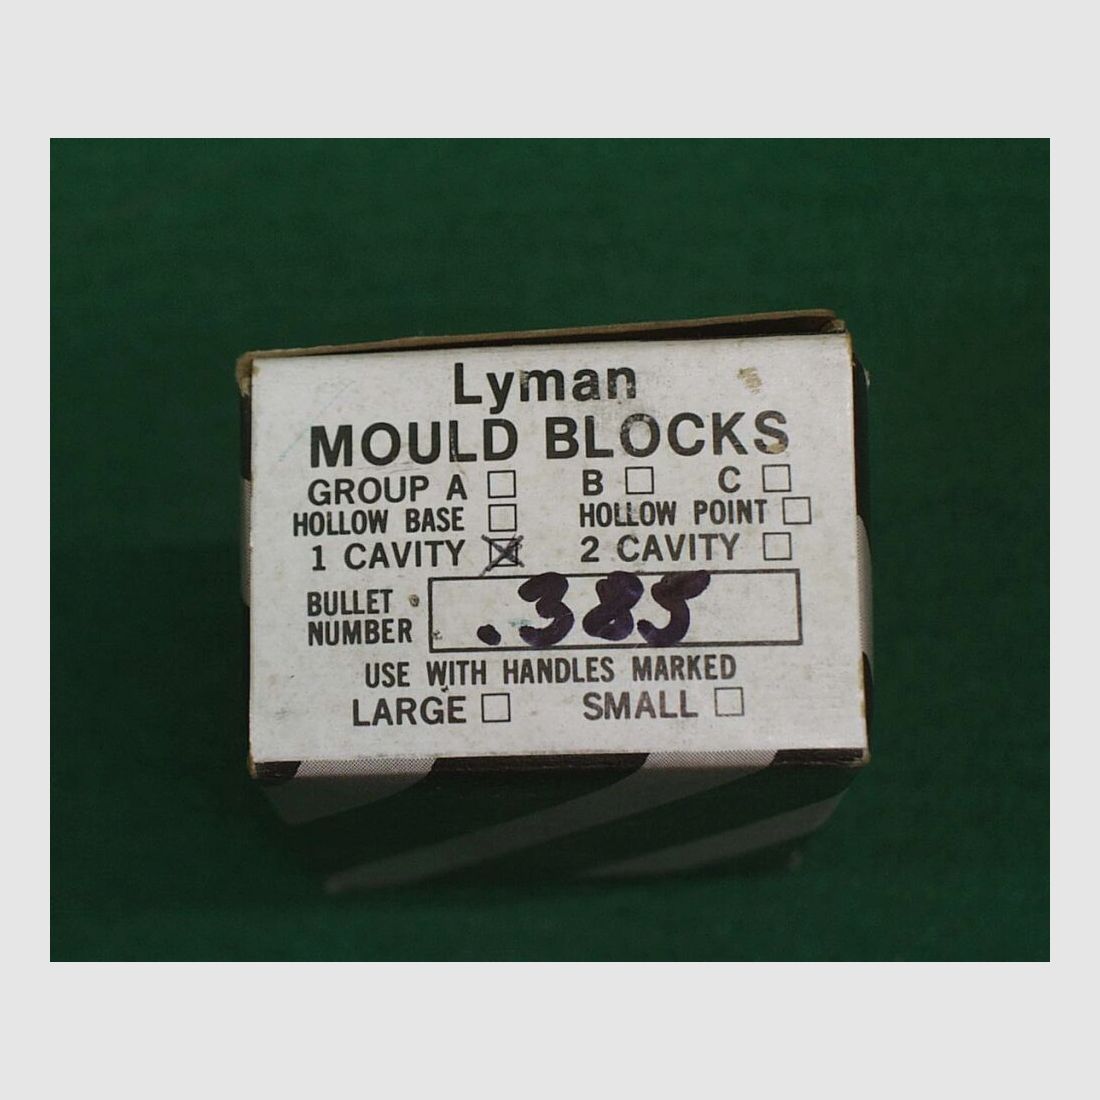 Lyman
MOULD BLOCKS
GROUP A ☐ B ☐ C ☐
HOLLOW BASE ☐ HOLLOW POINT ☐
1 CAVITY ☒ 2 CAVITY ☐
BULLET NUMBER .385
USE WITH HANDLES MARKED
LARGE ☐ SMALL ☐